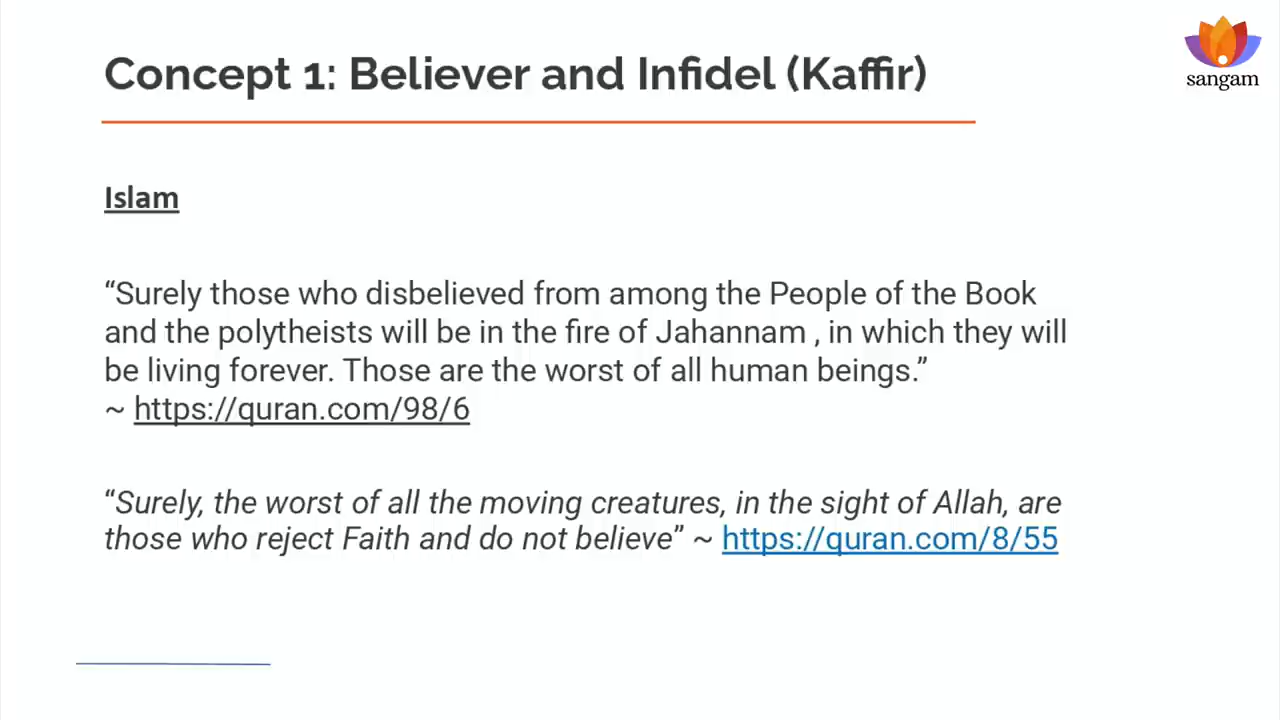 Concept 1: Believer and Infidel (Kaffir)
sangam
Islam
“Surely those who disbelieved from among the People of the Book
and the polytheists will be in the fire of Jahannam , in which they will
be living forever. Those are the worst of all human beings.”
~ https://quran.com/98/6
“Surely, the worst of all the moving creatures, in the sight of Allah, are
those who reject Faith and do not believe” ~ https://quran.com/8/55